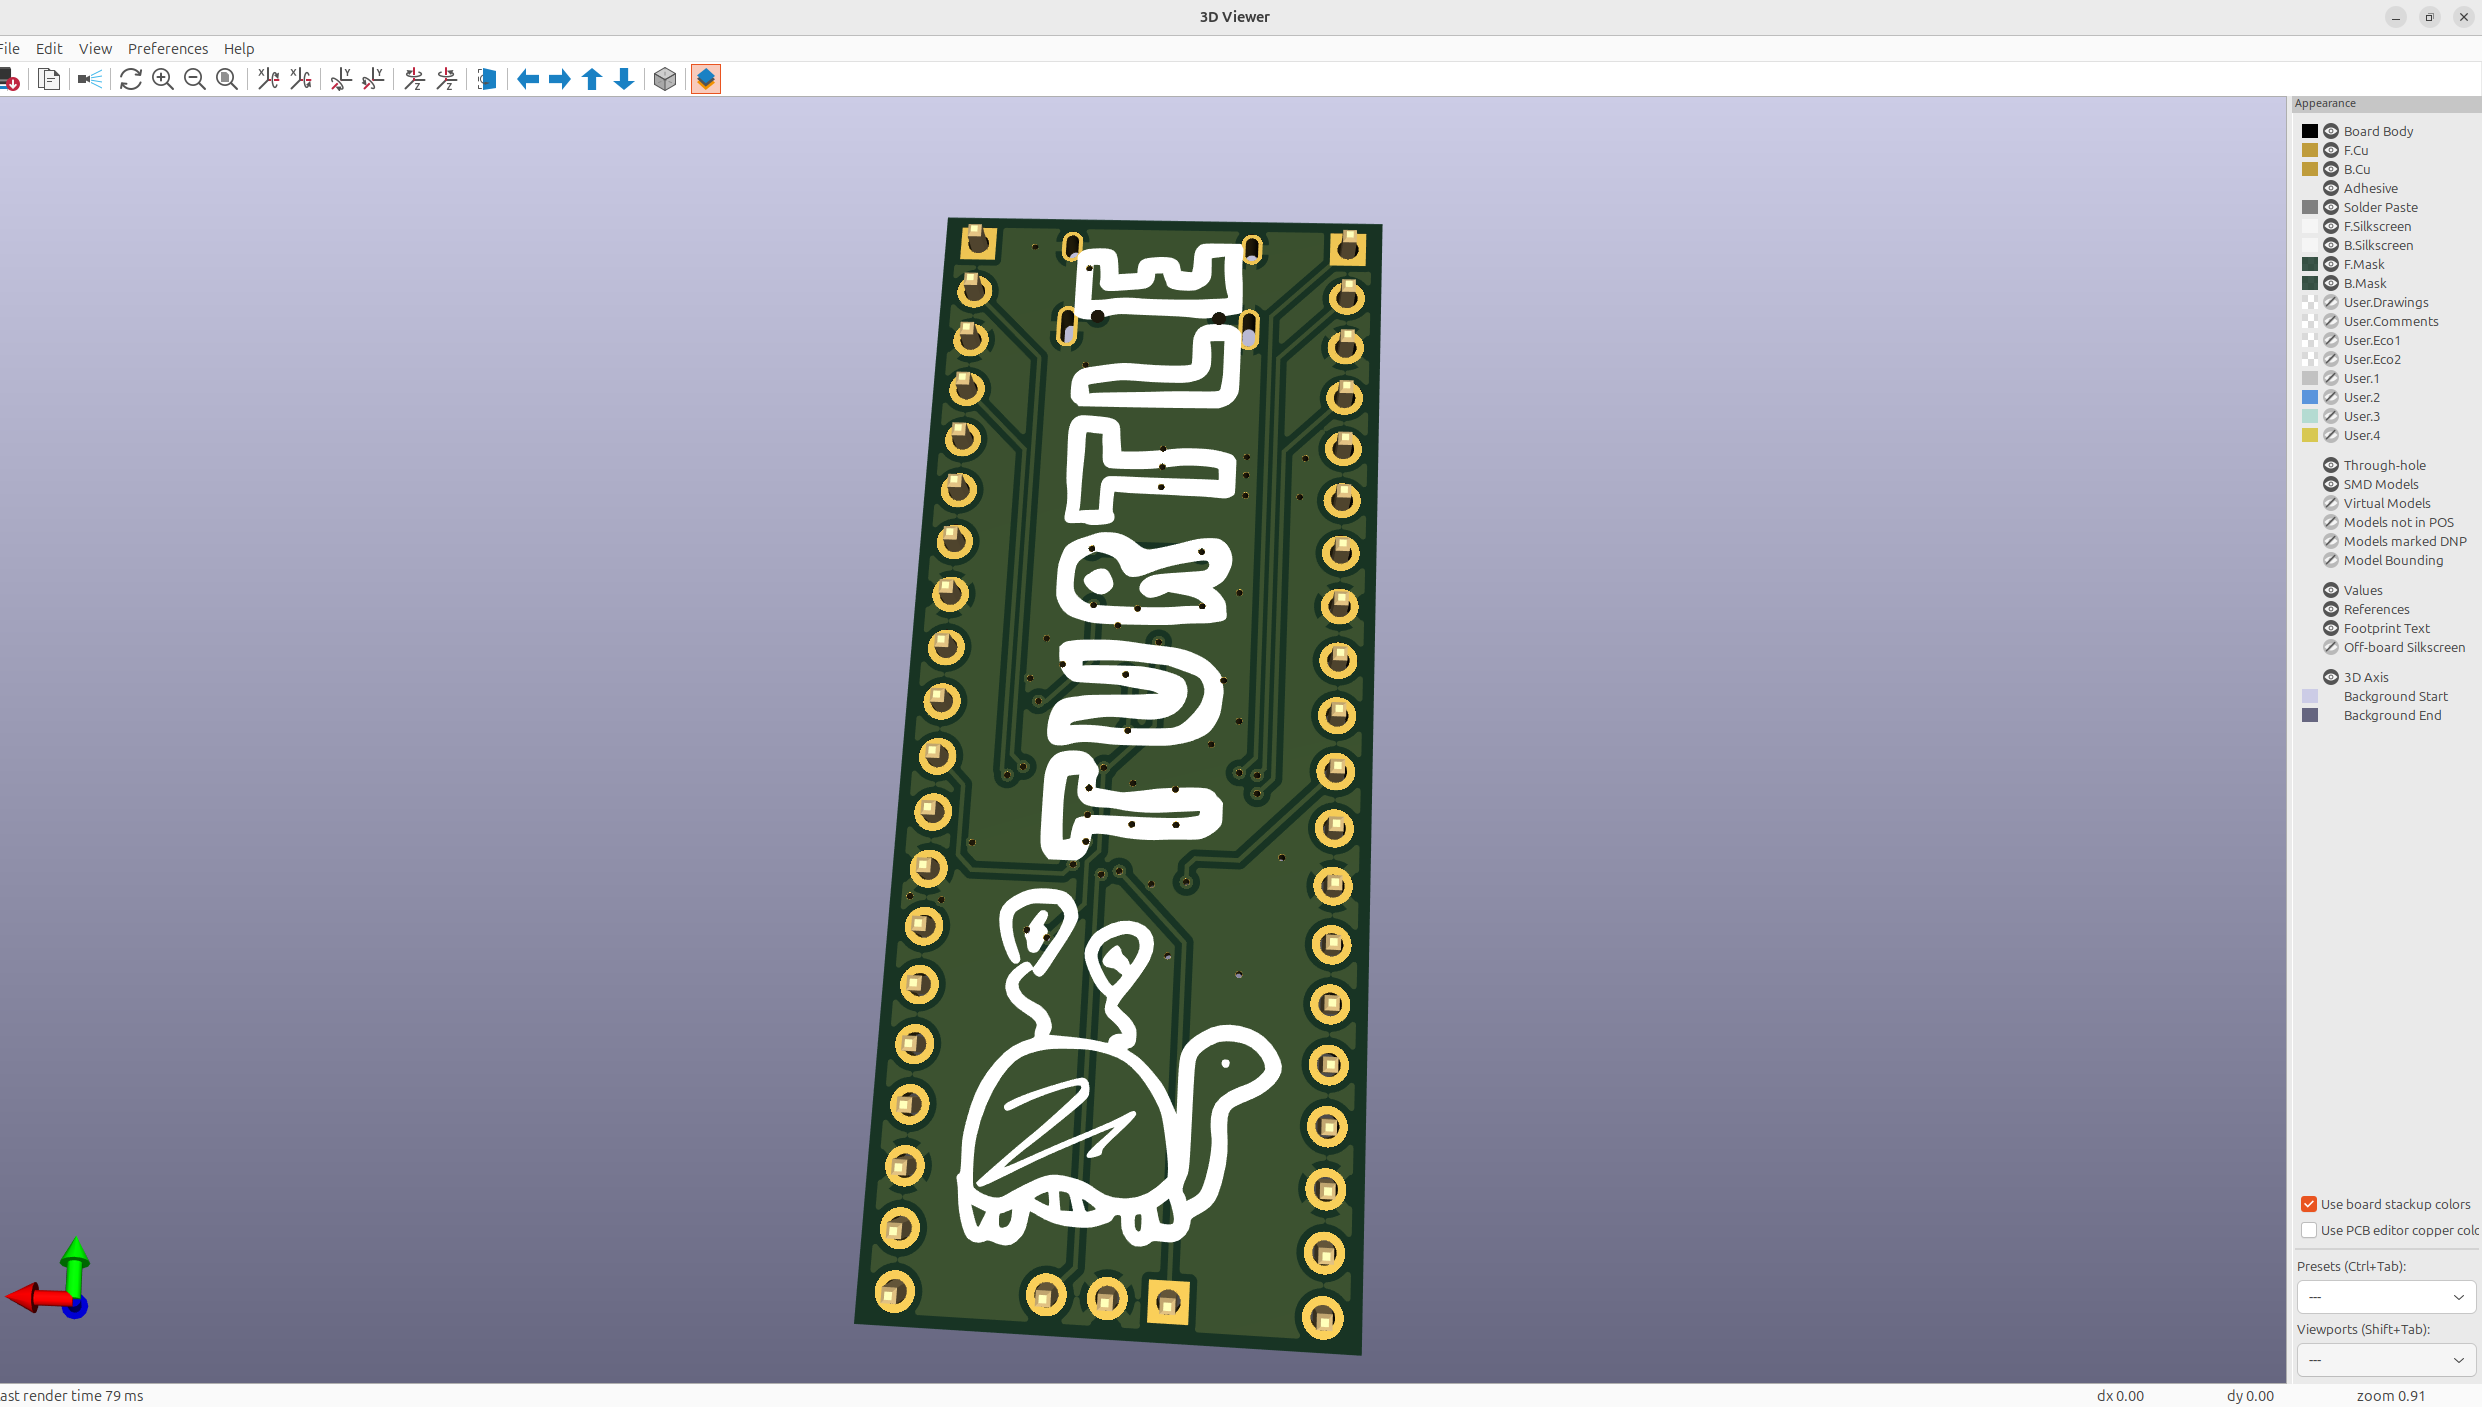 3D Viewer
File Edit View Preferences Help
Appearance
Board Body
F.Cu
B.Cu
Adhesive
Solder Paste
F.Silkscreen
B.Silkscreen
F.Mask
B.Mask
User.Drawings
User.Comments
User.Eco1
User.Eco2
User.1
User.2
User.3
User.4
Through-hole
SMD Models
Virtual Models
Models not in POS
Models marked DNP
Model Bounding
Values
References
Footprint Text
Off-board Silkscreen
3D Axis
Background Start
Background End
TURTLE
Use board stackup colors
Use PCB editor copper colo
Presets (Ctrl+Tab):
---
Viewports (Shift+Tab):
---
ast render time 79 ms
dx 0.00
dy 0.00
zoom 0.91